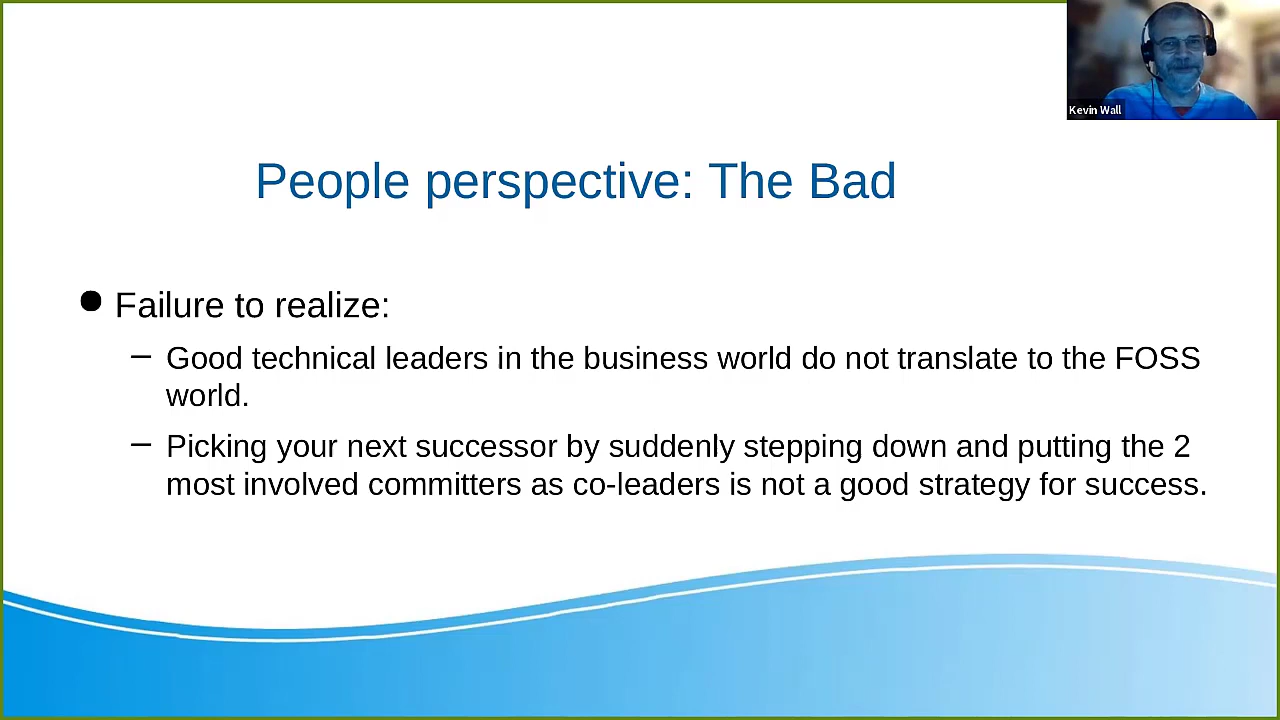 Kevin Wall
People perspective: The Bad
● Failure to realize:
– Good technical leaders in the business world do not translate to the FOSS
world.
– Picking your next successor by suddenly stepping down and putting the 2
most involved committers as co-leaders is not a good strategy for success.